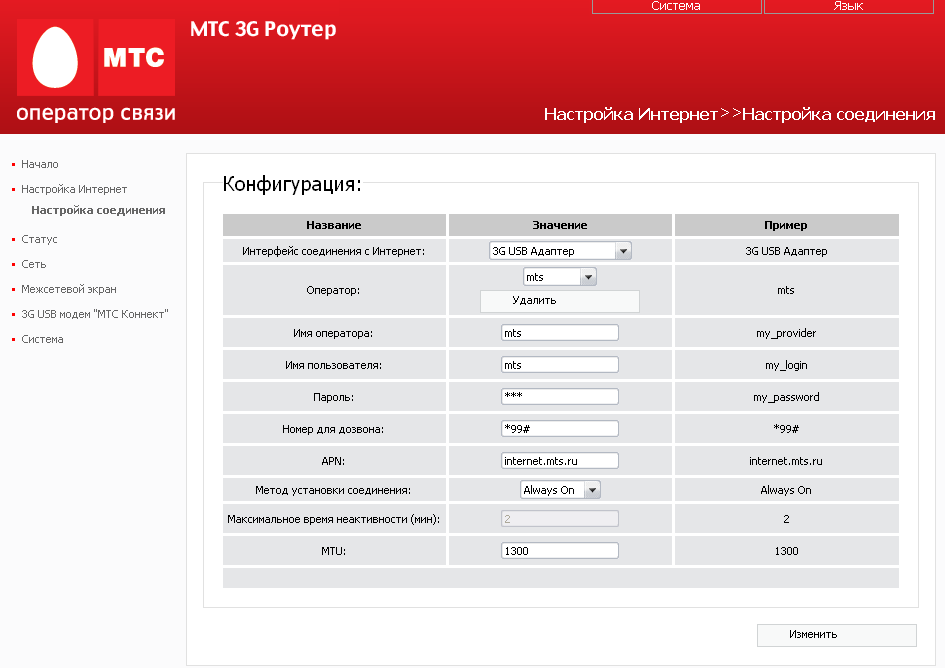 Система Язык
МТС 3G Роутер
МТС
оператор связи
Настройка Интернет>>Настройка соединения
Начало
Настройка Интернет
Настройка соединения
Статус
Сеть
Межсетевой экран
3G USB модем "МТС Коннект"
Система
Конфигурация:
Название Значение Пример
Интерфейс соединения с Интернет: 3G USB Адаптер 3G USB Адаптер
Оператор: mts mts
Удалить
Имя оператора: mts my_provider
Имя пользователя: mts my_login
Пароль: *** my_password
Номер для дозвона: *99# *99#
APN: internet.mts.ru internet.mts.ru
Метод установки соединения: Always On Always On
Максимальное время неактивности (мин): 2 2
MTU: 1300 1300
Изменить